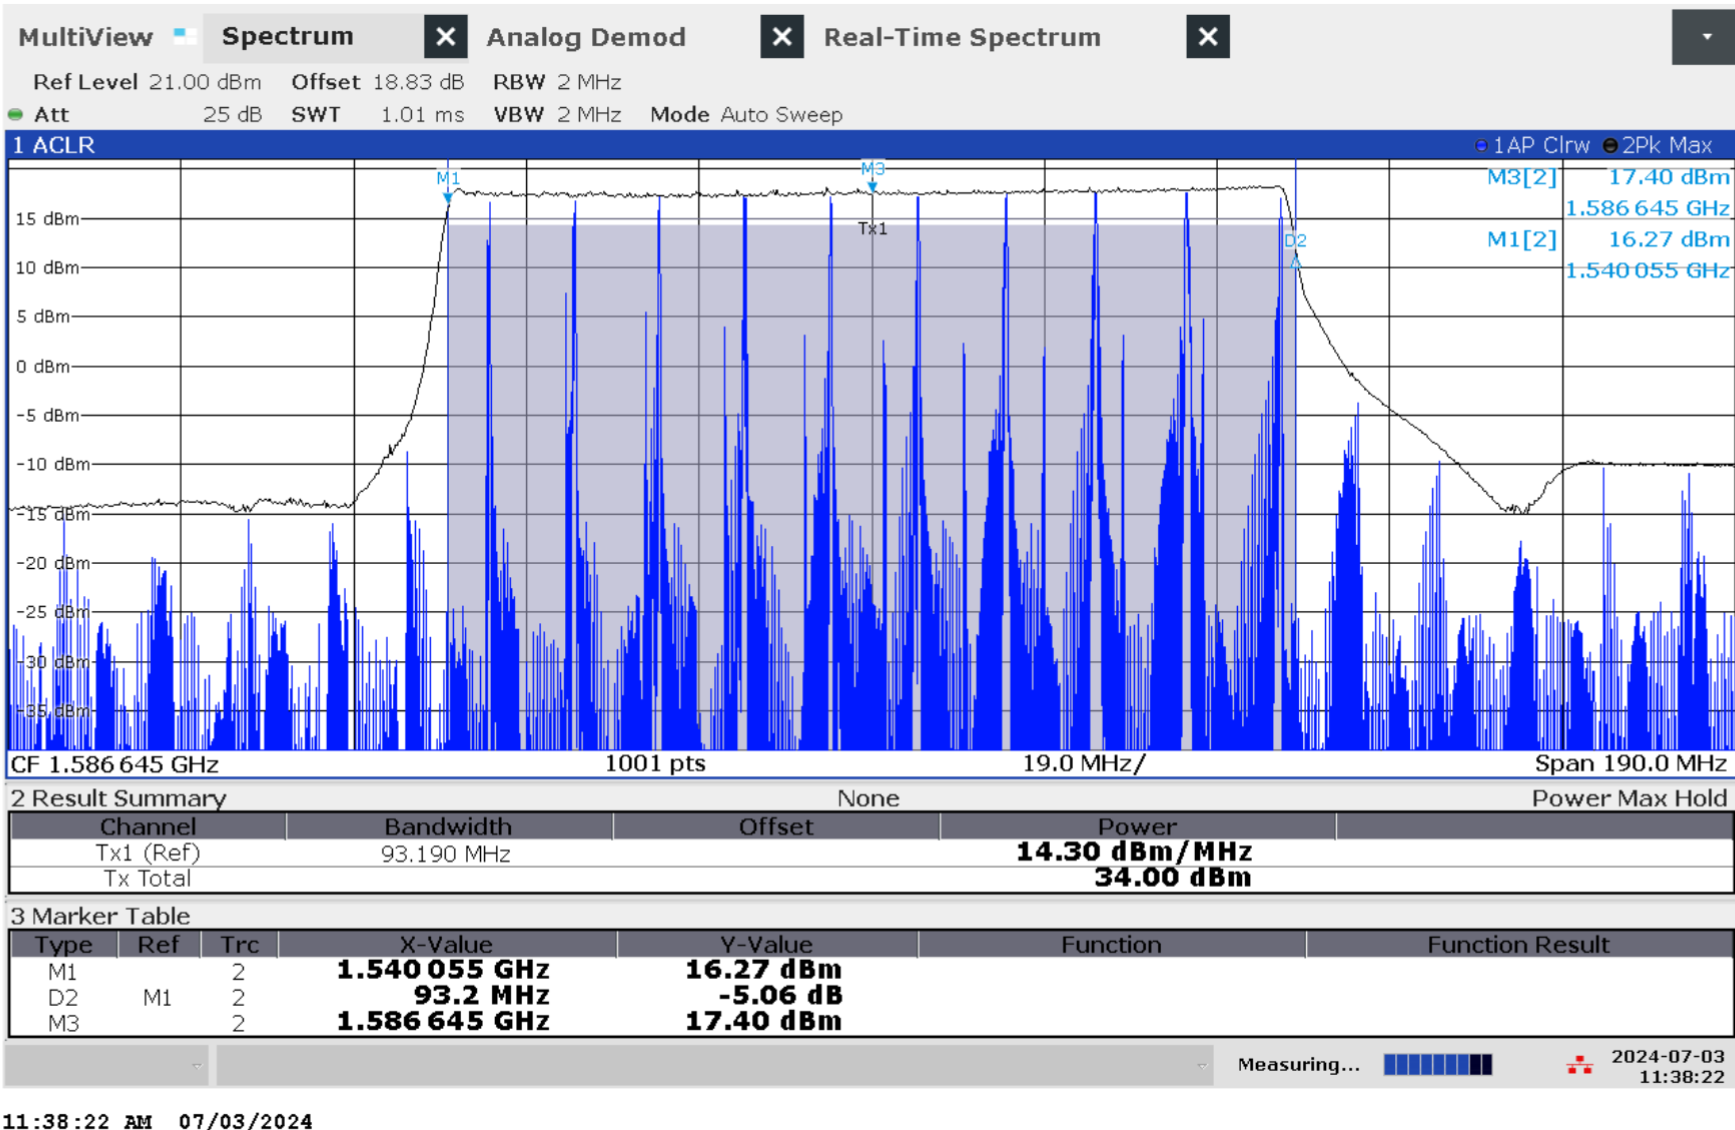 MultiView Spectrum X Analog Demod X Real-Time Spectrum X
Ref Level 21.00 dBm Offset 18.83 dB RBW 2 MHz
Att 25 dB SWT 1.01 ms VBW 2 MHz Mode Auto Sweep
1 ACLR 1AP Clrw 2Pk Max
M1 M3 M3[2] 17.40 dBm
1.586 645 GHz
15 dBm Tx1
D2 M1[2] 16.27 dBm
10 dBm 1.540 055 GHz
5 dBm
0 dBm
-5 dBm
-10 dBm
-15 dBm
-20 dBm
-25 dBm
-30 dBm
-35 dBm
CF 1.586 645 GHz 1001 pts 19.0 MHz/ Span 190.0 MHz
2 Result Summary None Power Max Hold
Channel Bandwidth Offset Power
Tx1 (Ref) 93.190 MHz 14.30 dBm/MHz
Tx Total 34.00 dBm
3 Marker Table
Type Ref Trc X-Value Y-Value Function Function Result
M1 2 1.540 055 GHz 16.27 dBm
D2 M1 2 93.2 MHz -5.06 dB
M3 2 1.586 645 GHz 17.40 dBm
Measuring... 2024-07-03
11:38:22
11:38:22 AM 07/03/2024